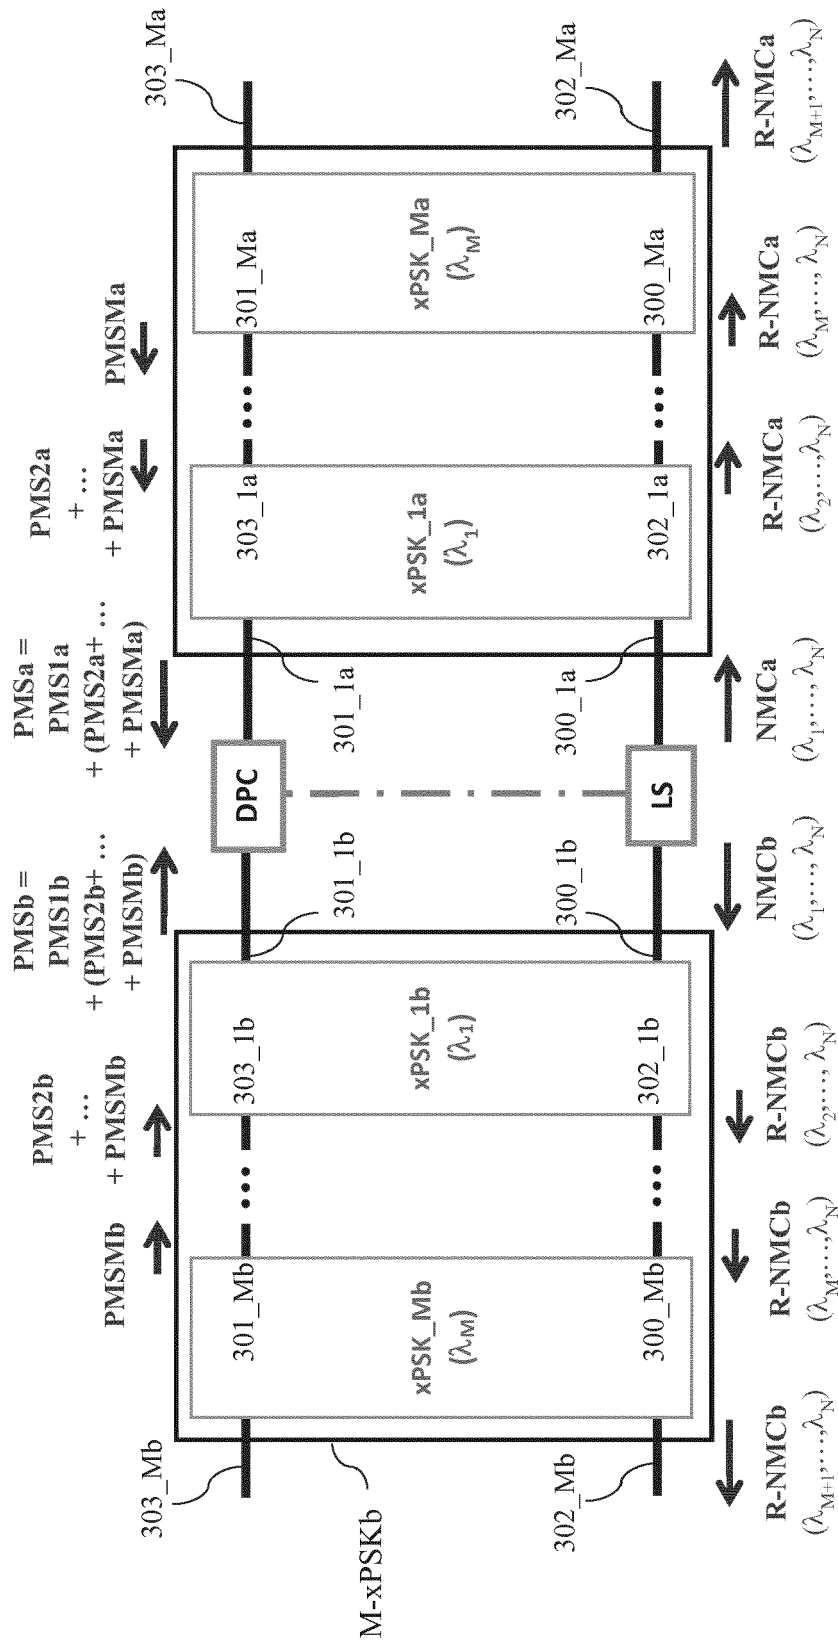 PMSMb
PMS2b
+ ...
+ PMSMb
PMSb =
PMS1b
+ (PMS2b+ ...
+ PMSMb)
PMSa =
PMS1a
+ (PMS2a+ ...
+ PMSMa)
PMS2a
+ ...
+ PMSMa
PMSMa
303_Mb
301_Mb
303_1b
301_1b
DPC
301_1a
303_1a
301_Ma
303_Ma
M-xPSKb
xPSK_Mb
(λM)
xPSK_1b
(λ1)
xPSK_1a
(λ1)
xPSK_Ma
(λM)
302_Mb
300_Mb
302_1b
300_1b
LS
300_1a
302_1a
300_Ma
302_Ma
R-NMCb
(λM+1,...,λN)
R-NMCb
(λM,...,λN)
R-NMCb
(λ2,..., λN)
NMCb
(λ1,..., λN)
NMCa
(λ1,..., λN)
R-NMCa
(λ2,...,λN)
R-NMCa
(λM,..., λN)
R-NMCa
(λM+1,...,λN)